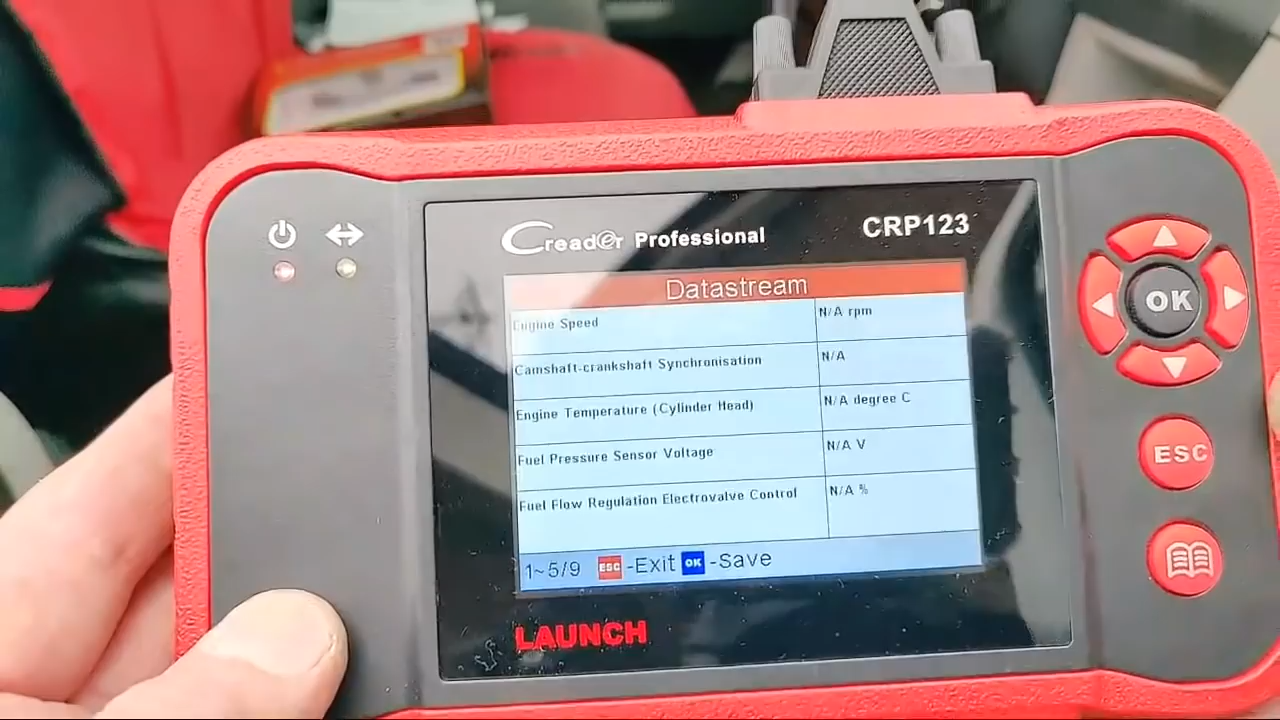 Creader Professional
CRP123
Datastream
Engine Speed N/A rpm
Camshaft-crankshaft Synchronisation N/A
Engine Temperature (Cylinder Head) N/A degree C
Fuel Pressure Sensor Voltage N/A V
Fuel Flow Regulation Electrovalve Control N/A %
1~5/9 ESC -Exit OK -Save
LAUNCH
OK
ESC